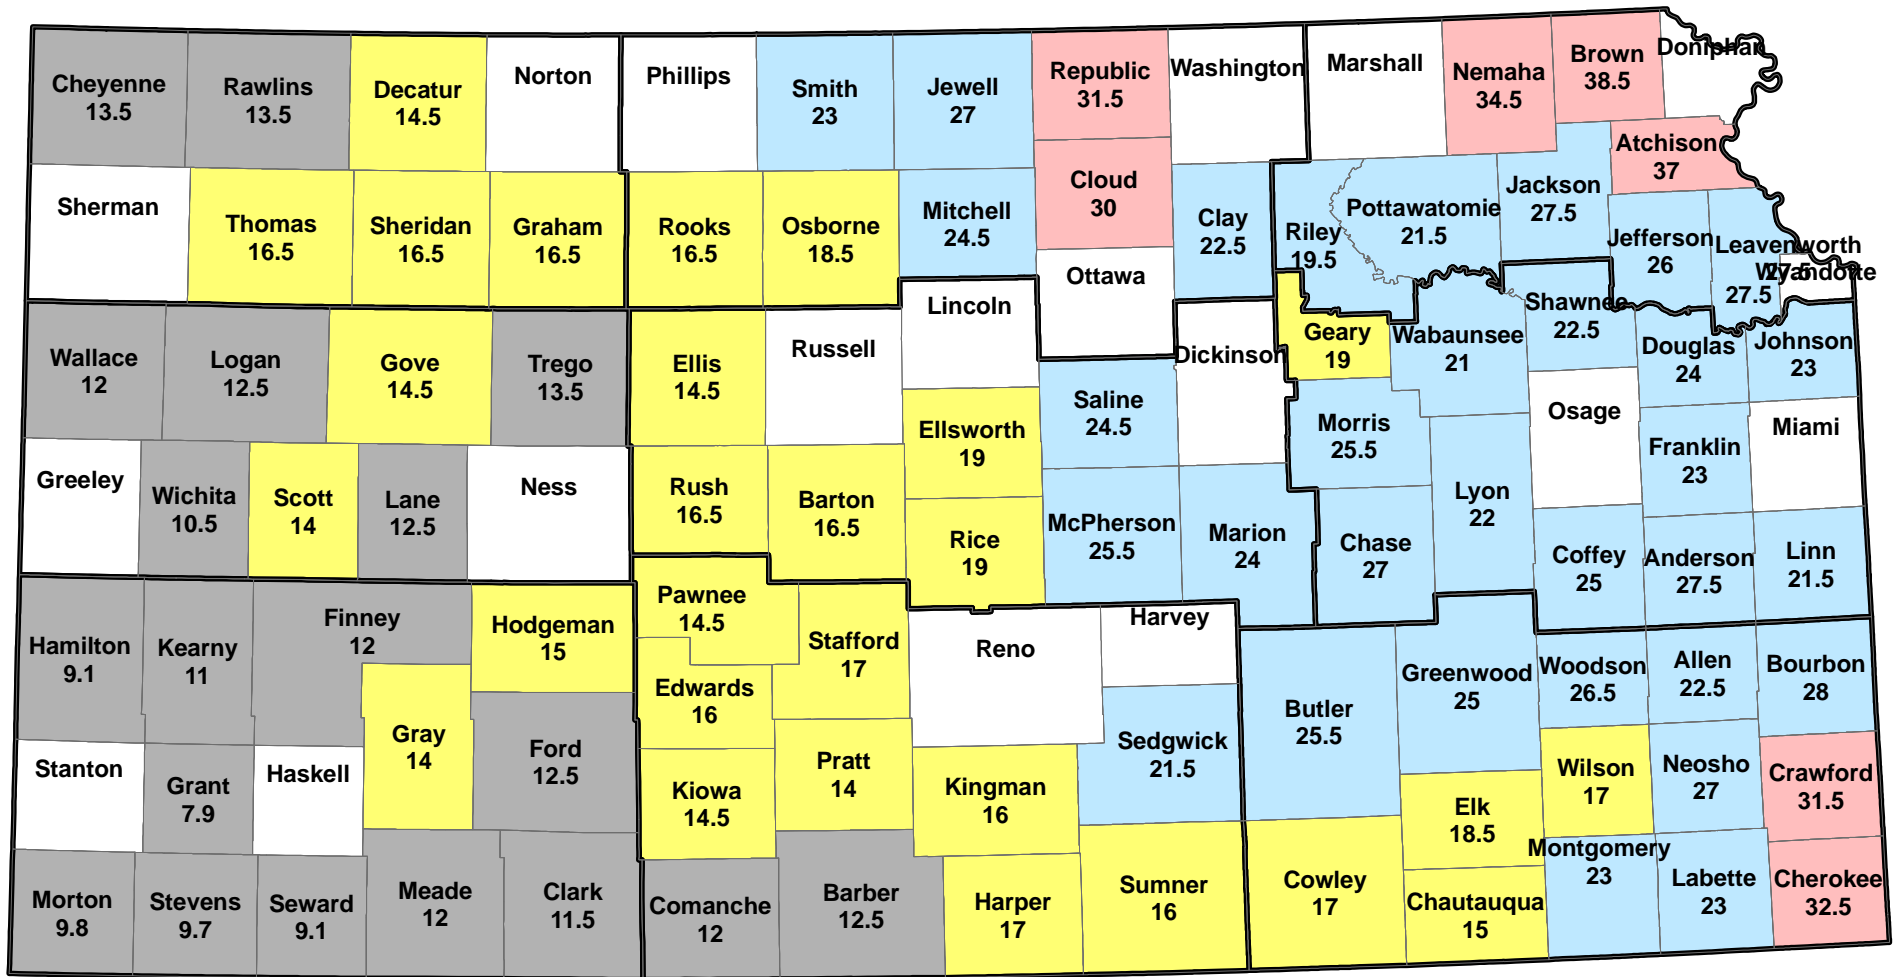 Cheyenne
13.5
Rawlins
13.5
Decatur
14.5
Norton
Phillips
Smith
23
Jewell
27
Republic
31.5
Washington
Marshall
Nemaha
34.5
Brown
38.5
Doniphan
Atchison
37
Sherman
Thomas
16.5
Sheridan
16.5
Graham
16.5
Rooks
16.5
Osborne
18.5
Mitchell
24.5
Cloud
30
Ottawa
Clay
22.5
Riley
19.5
Pottawatomie
21.5
Jackson
27.5
Jefferson
26
Leavenworth
27.5
Wyandotte
27.5
Wallace
12
Logan
12.5
Gove
14.5
Trego
13.5
Ellis
14.5
Russell
Lincoln
Ellsworth
19
Saline
24.5
Dickinson
Geary
19
Wabaunsee
21
Shawnee
22.5
Douglas
24
Johnson
23
Morris
25.5
Osage
Franklin
23
Miami
Greeley
Wichita
10.5
Scott
14
Lane
12.5
Ness
Rush
16.5
Barton
16.5
Rice
19
McPherson
25.5
Marion
24
Chase
27
Lyon
22
Coffey
25
Anderson
27.5
Linn
21.5
Hamilton
9.1
Kearny
11
Finney
12
Hodgeman
15
Pawnee
14.5
Stafford
17
Edwards
16
Reno
Harvey
Sedgwick
21.5
Butler
25.5
Greenwood
25
Woodson
26.5
Allen
22.5
Bourbon
28
Stanton
Grant
7.9
Haskell
Gray
14
Ford
12.5
Kiowa
14.5
Pratt
14
Kingman
16
Elk
18.5
Wilson
17
Neosho
27
Crawford
31.5
Morton
9.8
Stevens
9.7
Seward
9.1
Meade
12
Clark
11.5
Comanche
12
Barber
12.5
Harper
17
Sumner
16
Cowley
17
Chautauqua
15
Montgomery
23
Labette
23
Cherokee
32.5